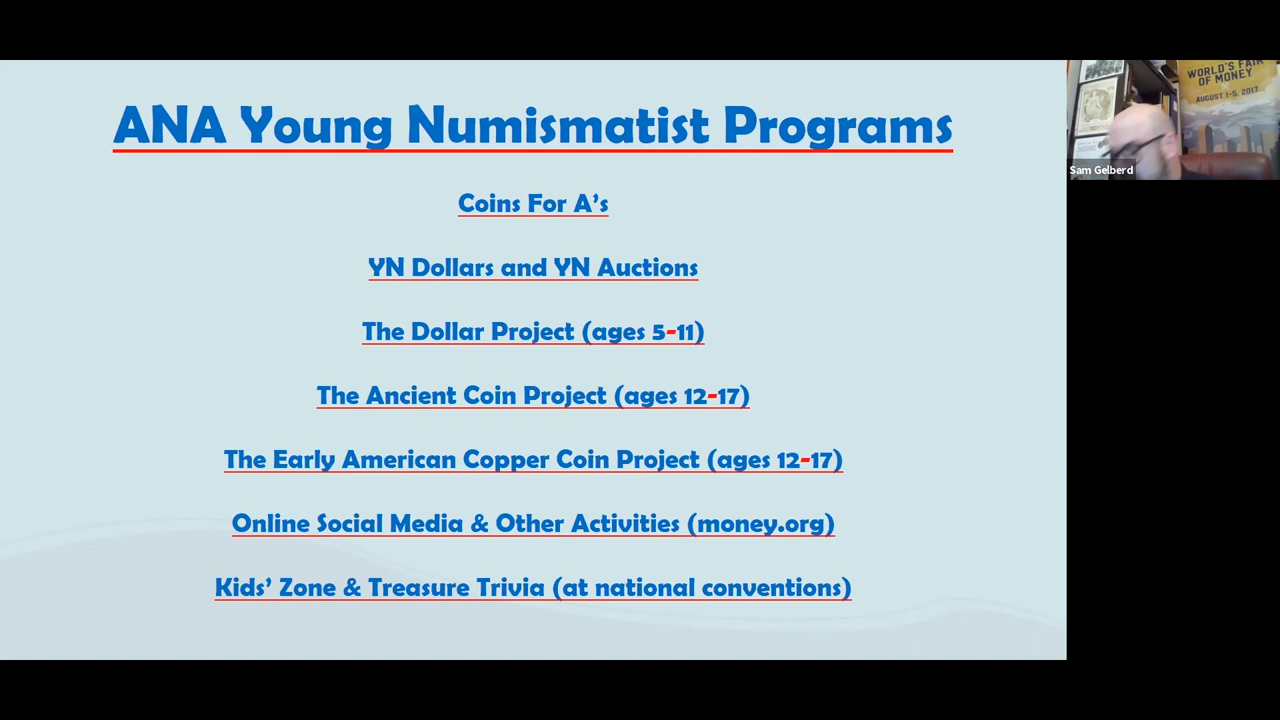 ANA Young Numismatist Programs
Coins For A's
YN Dollars and YN Auctions
The Dollar Project (ages 5-11)
The Ancient Coin Project (ages 12-17)
The Early American Copper Coin Project (ages 12-17)
Online Social Media & Other Activities (money.org)
Kids' Zone & Treasure Trivia (at national conventions)
WORLD'S FAIR
OF MONEY
AUGUST 1-5, 2017
Sam Gelberd